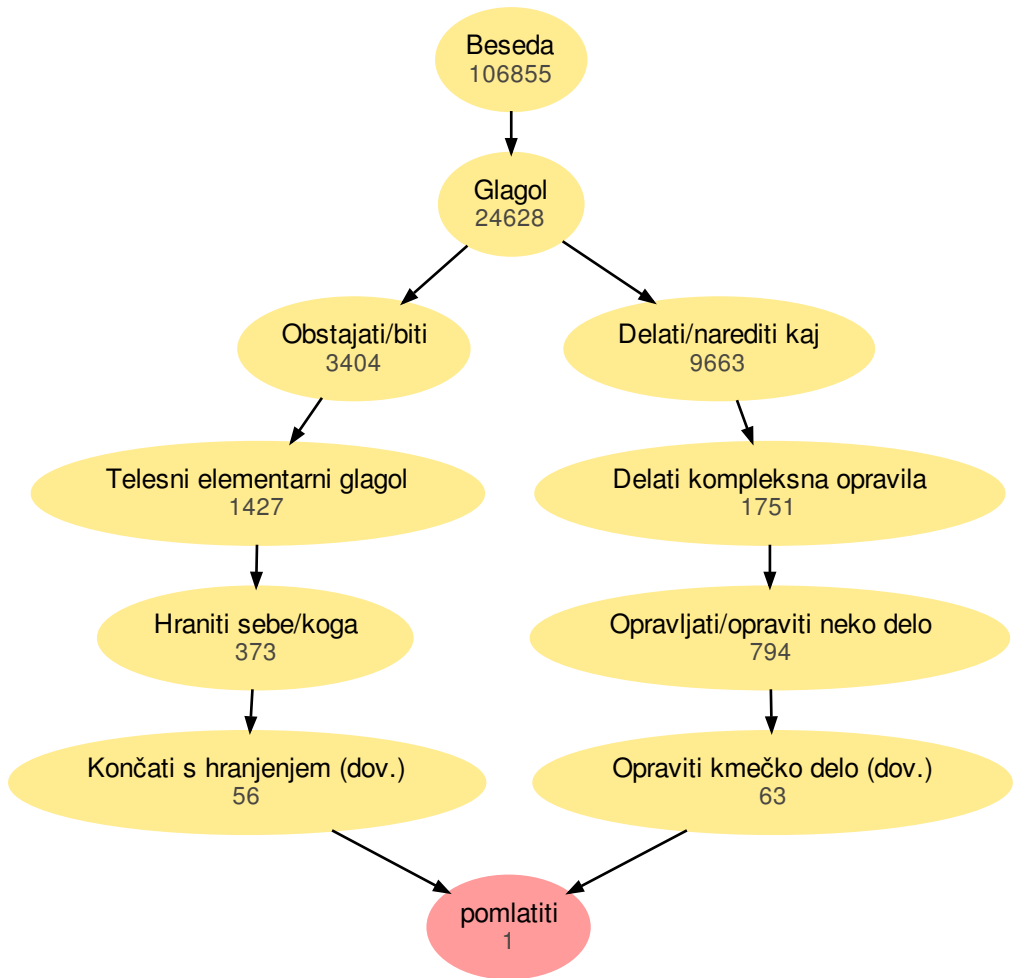 Beseda
106855
Glagol
24628
Obstajati/biti
3404
Delati/narediti kaj
9663
Telesni elementarni glagol
1427
Delati kompleksna opravila
1751
Hraniti sebe/koga
373
Opravljati/opraviti neko delo
794
Končati s hranjenjem (dov.)
56
Opraviti kmečko delo (dov.)
63
pomlatiti
1